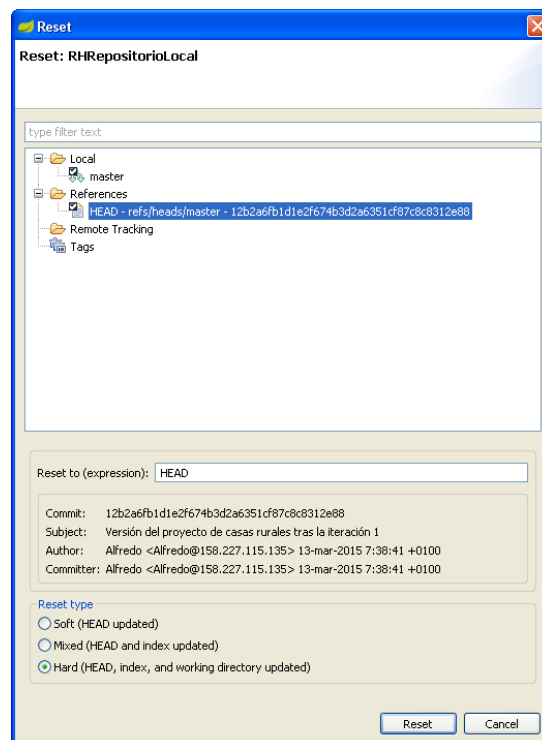 Reset
Reset: RHRepositorioLocal
type filter text
Local
master
References
HEAD - refs/heads/master - 12b2a6fb1d1e2f674b3d2a6351cf87c8c8312e88
Remote Tracking
Tags
Reset to (expression): HEAD
Commit: 12b2a6fb1d1e2f674b3d2a6351cf87c8c8312e88
Subject: Versión del proyecto de casas rurales tras la iteración 1
Author: Alfredo <Alfredo@158.227.115.135> 13-mar-2015 7:38:41 +0100
Committer: Alfredo <Alfredo@158.227.115.135> 13-mar-2015 7:38:41 +0100
Reset type
Soft (HEAD updated)
Mixed (HEAD and index updated)
Hard (HEAD, index, and working directory updated)
Reset Cancel